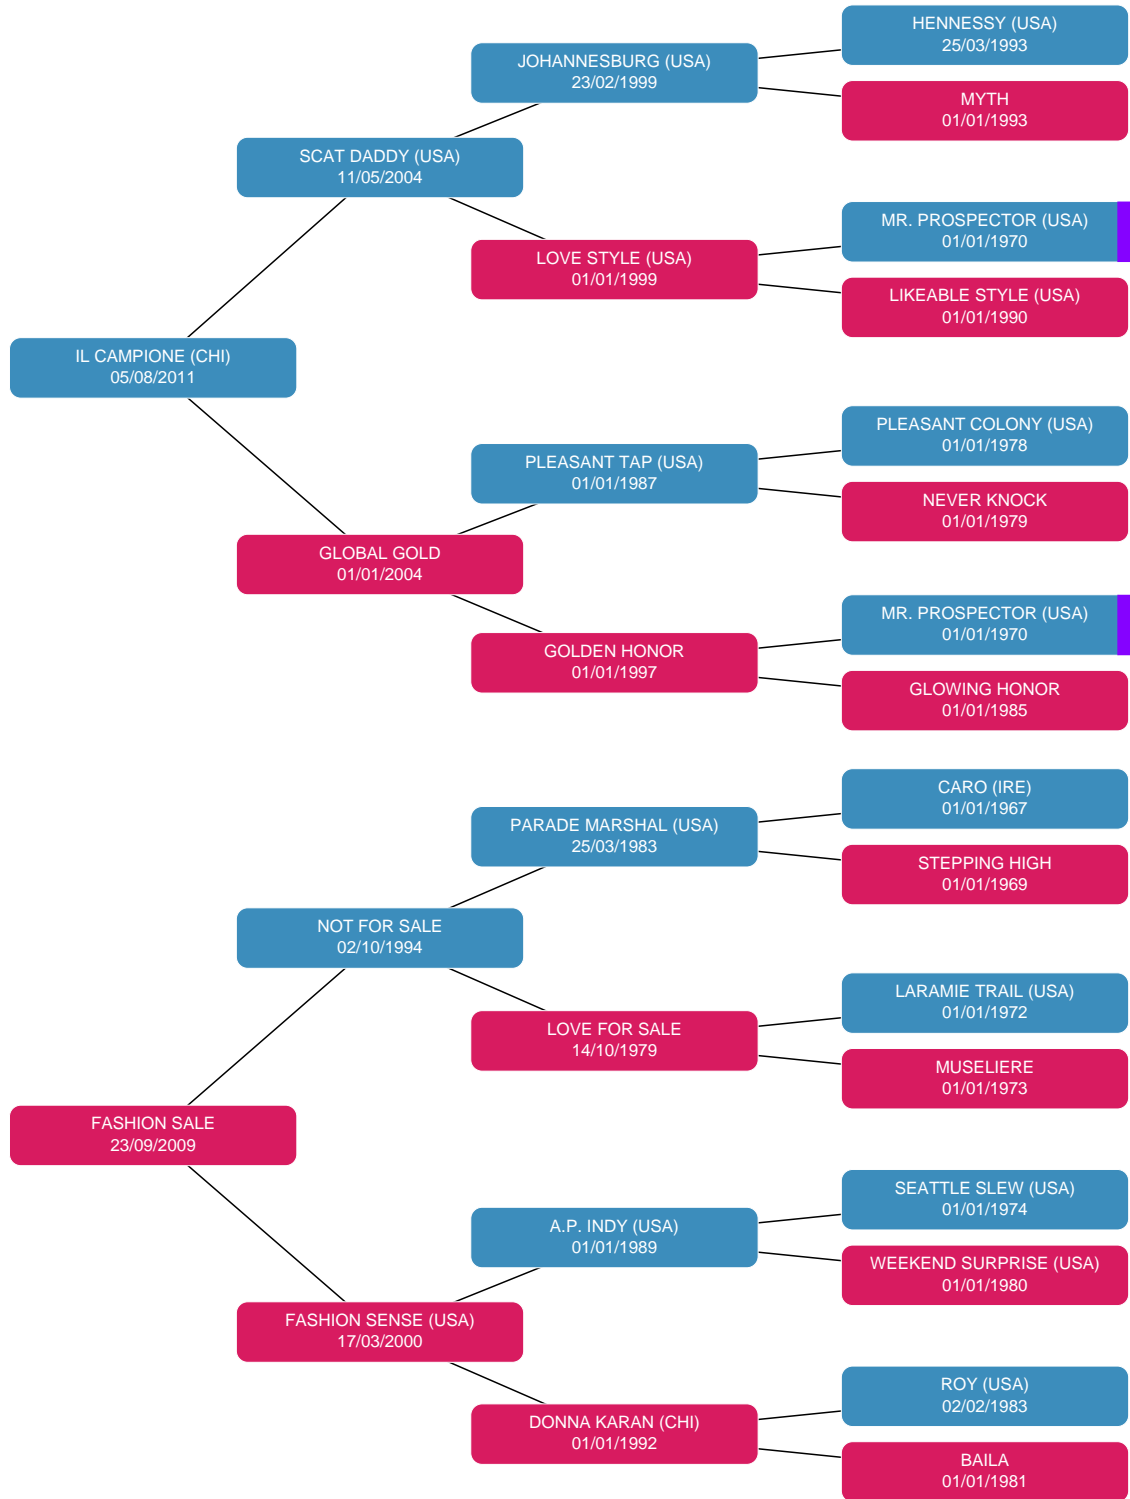 HENNESSY (USA)
25/03/1993
JOHANNESBURG (USA)
23/02/1999
MYTH
01/01/1993
SCAT DADDY (USA)
11/05/2004
MR. PROSPECTOR (USA)
01/01/1970
LOVE STYLE (USA)
01/01/1999
LIKEABLE STYLE (USA)
01/01/1990
IL CAMPIONE (CHI)
05/08/2011
PLEASANT COLONY (USA)
01/01/1978
PLEASANT TAP (USA)
01/01/1987
NEVER KNOCK
01/01/1979
GLOBAL GOLD
01/01/2004
MR. PROSPECTOR (USA)
01/01/1970
GOLDEN HONOR
01/01/1997
GLOWING HONOR
01/01/1985
CARO (IRE)
01/01/1967
PARADE MARSHAL (USA)
25/03/1983
STEPPING HIGH
01/01/1969
NOT FOR SALE
02/10/1994
LARAMIE TRAIL (USA)
01/01/1972
LOVE FOR SALE
14/10/1979
MUSELIERE
01/01/1973
FASHION SALE
23/09/2009
SEATTLE SLEW (USA)
01/01/1974
A.P. INDY (USA)
01/01/1989
WEEKEND SURPRISE (USA)
01/01/1980
FASHION SENSE (USA)
17/03/2000
ROY (USA)
02/02/1983
DONNA KARAN (CHI)
01/01/1992
BAILA
01/01/1981